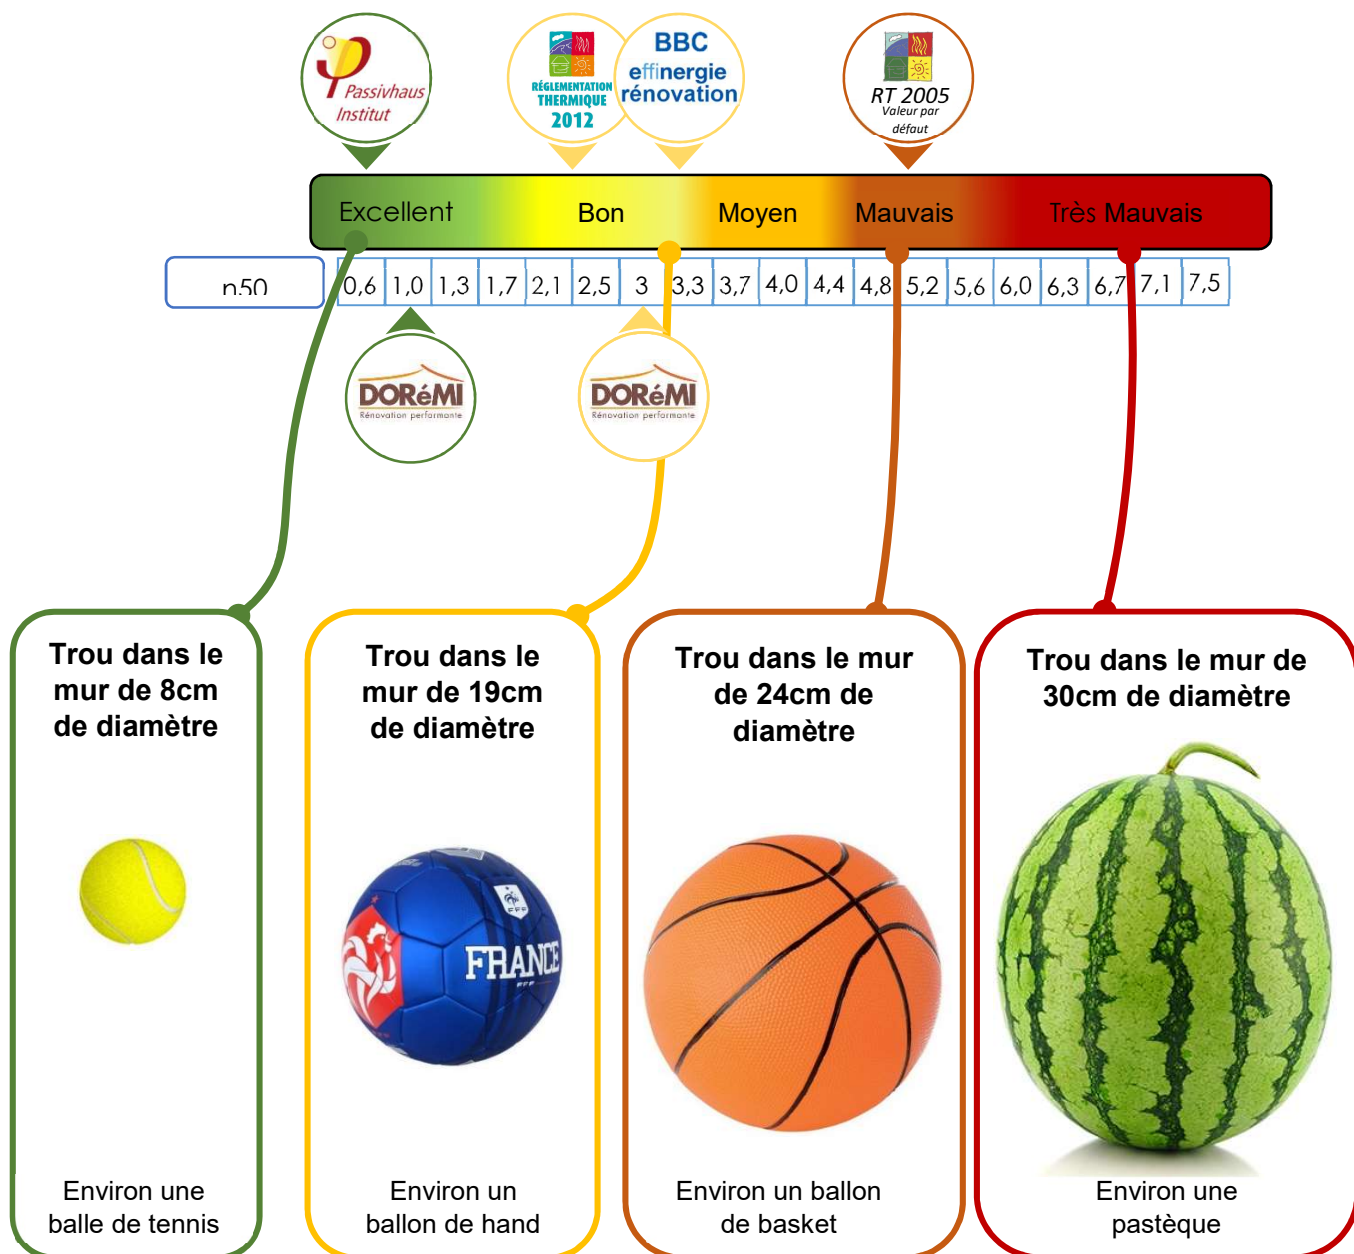 Passivhaus
Institut
RÉGLEMENTATION
THERMIQUE
2012
BBC
effinergie
rénovation
RT 2005
Valeur par
défaut
Excellent
Bon
Moyen
Mauvais
Très Mauvais
n50
0,6 1,0 1,3 1,7 2,1 2,5 3 3,3 3,7 4,0 4,4 4,8 5,2 5,6 6,0 6,3 6,7 7,1 7,5
DORéMI
Rénovation performante
DORéMI
Rénovation performante
Trou dans le
mur de 8cm
de diamètre
Environ une
balle de tennis
Trou dans le
mur de 19cm
de diamètre
FFF
FRANCE
FFF
Environ un
ballon de hand
Trou dans le mur
de 24cm de
diamètre
Environ un ballon
de basket
Trou dans le mur de
30cm de diamètre
Environ une
pastèque